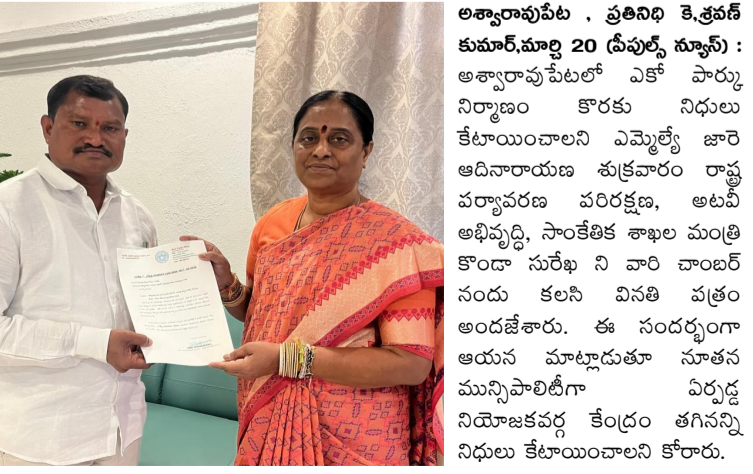 అశ్వారావుపేట , ప్రతినిధి కె,శ్రవణ్
కుమార్,మార్చి 20 (పీపుల్స్ న్యూస్) :
అశ్వారావుపేటలో ఎకో పార్కు
నిర్మాణం కొరకు నిధులు
కేటాయించాలని ఎమ్మెల్యే జారె
ఆదినారాయణ శుక్రవారం రాష్ట్ర
పర్యావరణ పరిరక్షణ, అటవీ
అభివృద్ధి, సాంకేతిక శాఖల మంత్రి
కొండా సురేఖ ని వారి చాంబర్
నందు కలసి వినతి పత్రం
అందజేశారు. ఈ సందర్భంగా
ఆయన మాట్లాడుతూ నూతన
మున్సిపాలిటీగా ఏర్పడ్డ
నియోజకవర్గ కేంద్రం తగినన్ని
నిధులు కేటాయించాలని కోరారు.